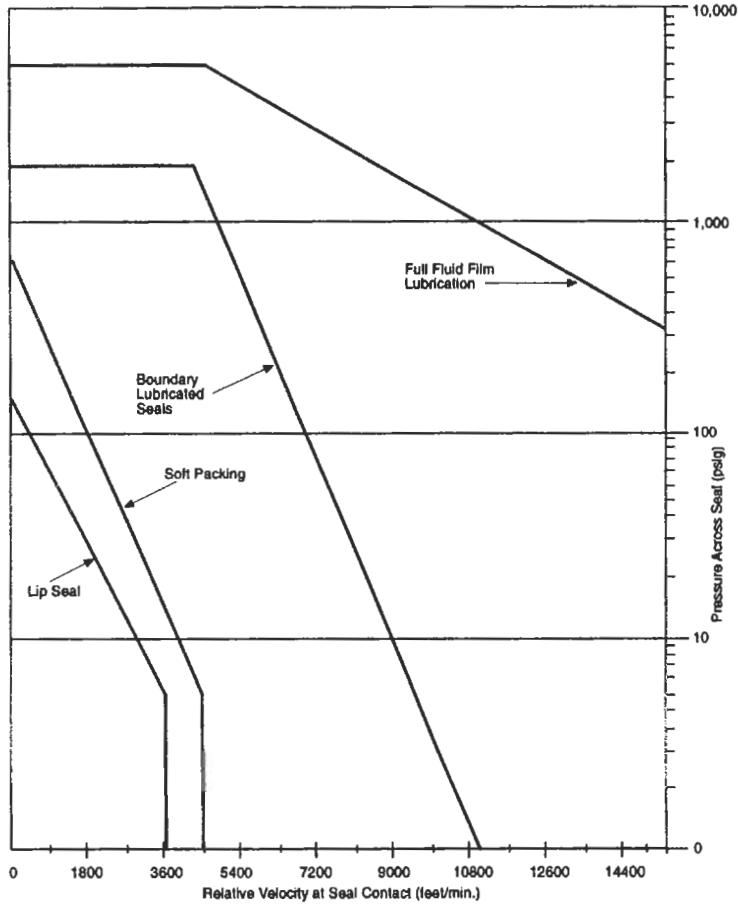 10,000
1,000
Full Fluid Film
Lubrication
Boundary
Lubricated
Seals
100
Soft Packing
Lip Seal
10
0
Pressure Across Seal (psig)
0 1800 3600 5400 7200 9000 10800 12600 14400
Relative Velocity at Seal Contact (feet/min.)